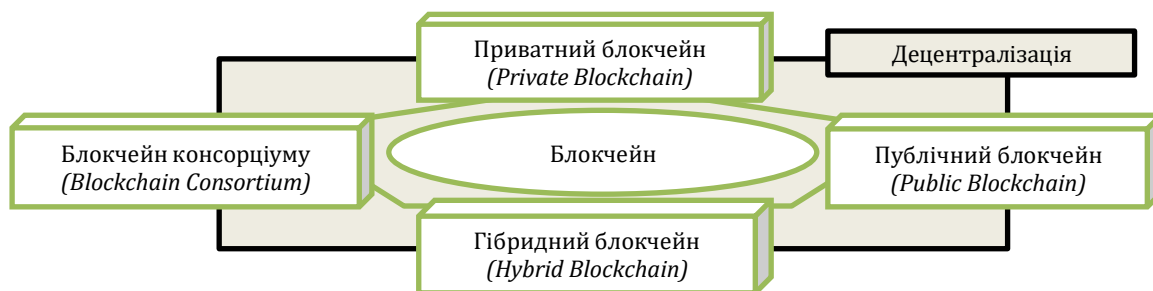 Приватний блокчейн
(Private Blockchain)
Децентралізація
Блокчейн консорціуму
(Blockchain Consortium)
Блокчейн
Публічний блокчейн
(Public Blockchain)
Гібридний блокчейн
(Hybrid Blockchain)